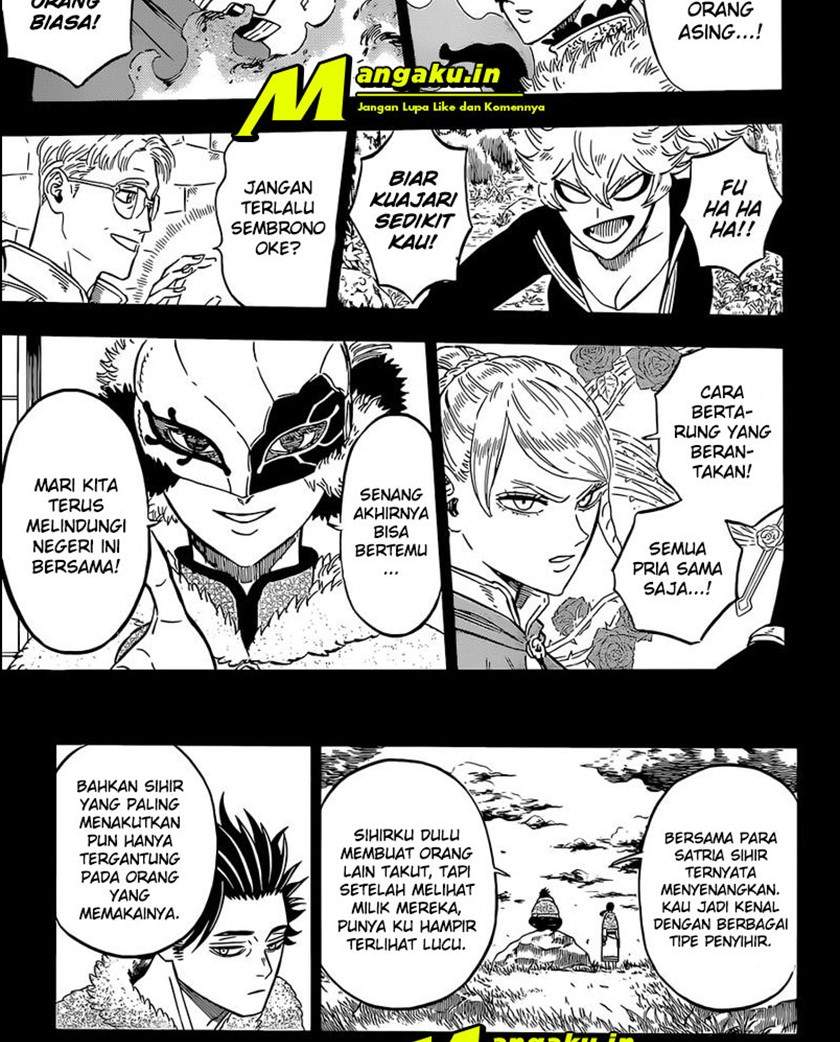 ORANG
ASING...!
ORANG
BIASA!
Mangaku.in
Jangan Lupa Like dan Komennya
FU
HA HA
HA!!
BIAR
KUAJARI
SEDIKIT
KAU!
JANGAN
TERLALU
SEMBRONO
OKE?
CARA
BERTA-
RUNG YANG
BERAN-
TAKAN!
SEMUA
PRIA SAMA
SAJA...!
SENANG
AKHIRNYA
BISA
BERTEMU
...
MARI KITA
TERUS
MELINDUNGI
NEGERI INI
BERSAMA!
BERSAMA PARA
SATRIA SIHIR
TERNYATA
MENYENANGKAN.
KAU JADI KENAL
DENGAN BERBAGAI
TIPE PENYIHIR.
SIHIRKU DULU
MEMBUAT ORANG
LAIN TAKUT, TAPI
SETELAH MELIHAT
MILIK MEREKA,
PUNYA KU HAMPIR
TERLIHAT LUCU.
BAHKAN SIHIR
YANG PALING
MENAKUTKAN
PUN HANYA
TERGANTUNG
PADA ORANG
YANG
MEMAKAINYA.
Mangaku.in